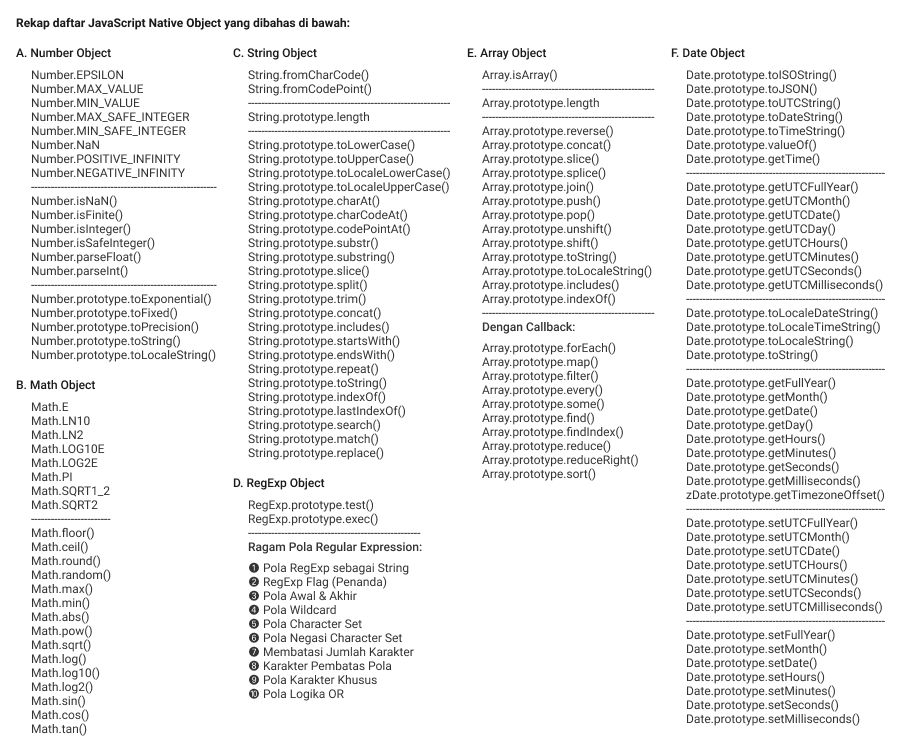 Rekap daftar JavaScript Native Object yang dibahas di bawah:
A. Number Object
Number.EPSILON
Number.MAX_VALUE
Number.MIN_VALUE
Number.MAX_SAFE_INTEGER
Number.MIN_SAFE_INTEGER
Number.NaN
Number.POSITIVE_INFINITY
Number.NEGATIVE_INFINITY
Number.isNaN()
Number.isFinite()
Number.isInteger()
Number.isSafeInteger()
Number.parseFloat()
Number.parseInt()
Number.prototype.toExponential()
Number.prototype.toFixed()
Number.prototype.toPrecision()
Number.prototype.toString()
Number.prototype.toLocaleString()
B. Math Object
Math.E
Math.LN10
Math.LN2
Math.LOG10E
Math.LOG2E
Math.PI
Math.SQRT1_2
Math.SQRT2
Math.floor()
Math.ceil()
Math.round()
Math.random()
Math.max()
Math.min()
Math.abs()
Math.pow()
Math.sqrt()
Math.log()
Math.log10()
Math.log2()
Math.sin()
Math.cos()
Math.tan()
C. String Object
String.fromCharCode()
String.fromCodePoint()
String.prototype.length
String.prototype.toLowerCase()
String.prototype.toUpperCase()
String.prototype.toLocaleLowerCase()
String.prototype.toLocaleUpperCase()
String.prototype.charAt()
String.prototype.charCodeAt()
String.prototype.codePointAt()
String.prototype.substr()
String.prototype.substring()
String.prototype.slice()
String.prototype.split()
String.prototype.trim()
String.prototype.concat()
String.prototype.includes()
String.prototype.startsWith()
String.prototype.endsWith()
String.prototype.repeat()
String.prototype.toString()
String.prototype.indexOf()
String.prototype.lastIndexOf()
String.prototype.search()
String.prototype.match()
String.prototype.replace()
D. RegExp Object
RegExp.prototype.test()
RegExp.prototype.exec()
Ragam Pola Regular Expression:
❶ Pola RegExp sebagai String
❷ RegExp Flag (Penanda)
❸ Pola Awal & Akhir
❹ Pola Wildcard
❺ Pola Character Set
❻ Pola Negasi Character Set
❼ Membatasi Jumlah Karakter
❽ Karakter Pembatas Pola
❾ Pola Karakter Khusus
❿ Pola Logika OR
E. Array Object
Array.isArray()
Array.prototype.length
Array.prototype.reverse()
Array.prototype.concat()
Array.prototype.slice()
Array.prototype.splice()
Array.prototype.join()
Array.prototype.push()
Array.prototype.pop()
Array.prototype.unshift()
Array.prototype.shift()
Array.prototype.toString()
Array.prototype.toLocaleString()
Array.prototype.includes()
Array.prototype.indexOf()
Dengan Callback:
Array.prototype.forEach()
Array.prototype.map()
Array.prototype.filter()
Array.prototype.every()
Array.prototype.some()
Array.prototype.find()
Array.prototype.findIndex()
Array.prototype.reduce()
Array.prototype.reduceRight()
Array.prototype.sort()
F. Date Object
Date.prototype.toISOString()
Date.prototype.toJSON()
Date.prototype.toUTCString()
Date.prototype.toDateString()
Date.prototype.toTimeString()
Date.prototype.valueOf()
Date.prototype.getTime()
Date.prototype.getUTCFullYear()
Date.prototype.getUTCMonth()
Date.prototype.getUTCDate()
Date.prototype.getUTCDay()
Date.prototype.getUTCHours()
Date.prototype.getUTCMinutes()
Date.prototype.getUTCSeconds()
Date.prototype.getUTCMilliseconds()
Date.prototype.toLocaleDateString()
Date.prototype.toLocaleTimeString()
Date.prototype.toLocaleString()
Date.prototype.toString()
Date.prototype.getFullYear()
Date.prototype.getMonth()
Date.prototype.getDate()
Date.prototype.getDay()
Date.prototype.getHours()
Date.prototype.getMinutes()
Date.prototype.getSeconds()
Date.prototype.getMilliseconds()
zDate.prototype.getTimezoneOffset()
Date.prototype.setUTCFullYear()
Date.prototype.setUTCMonth()
Date.prototype.setUTCDate()
Date.prototype.setUTCHours()
Date.prototype.setUTCMinutes()
Date.prototype.setUTCSeconds()
Date.prototype.setUTCMilliseconds()
Date.prototype.setFullYear()
Date.prototype.setMonth()
Date.prototype.setDate()
Date.prototype.setHours()
Date.prototype.setMinutes()
Date.prototype.setSeconds()
Date.prototype.setMilliseconds()